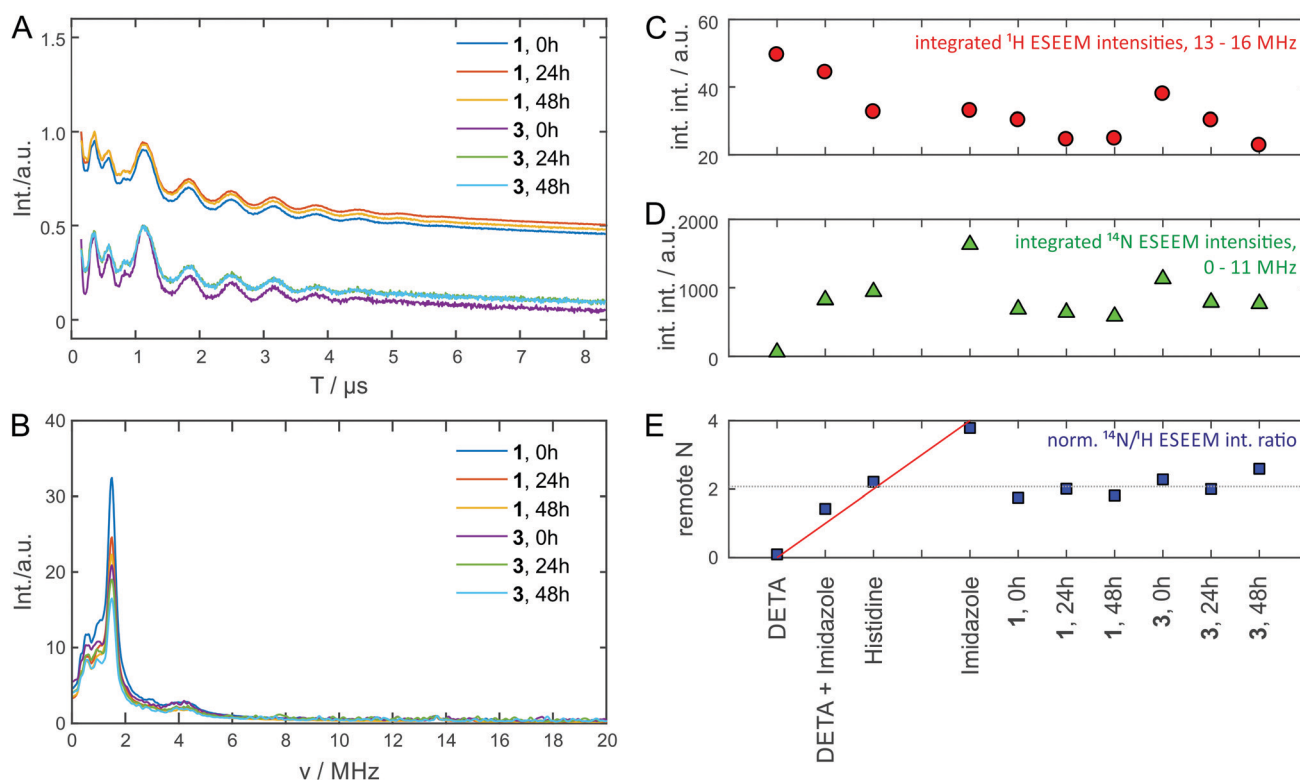 A
1.5
1.0
0.5
0
Int./a.u.
1, 0h
1, 24h
1, 48h
3, 0h
3, 24h
3, 48h
0 1 2 3 4 5 6 7 8
T / μs
B
40
30
20
10
0
Int./a.u.
1, 0h
1, 24h
1, 48h
3, 0h
3, 24h
3, 48h
0 2 4 6 8 10 12 14 16 18 20
ν / MHz
C
60
40
20
int. int. / a.u.
integrated ¹H ESEEM intensities, 13 - 16 MHz
D
2000
1000
0
int. int. / a.u.
integrated ¹⁴N ESEEM intensities,
0 - 11 MHz
E
4
2
0
remote N
norm. ¹⁴N/¹H ESEEM int. ratio
DETA
DETA + Imidazole
Histidine
Imidazole
1, 0h
1, 24h
1, 48h
3, 0h
3, 24h
3, 48h